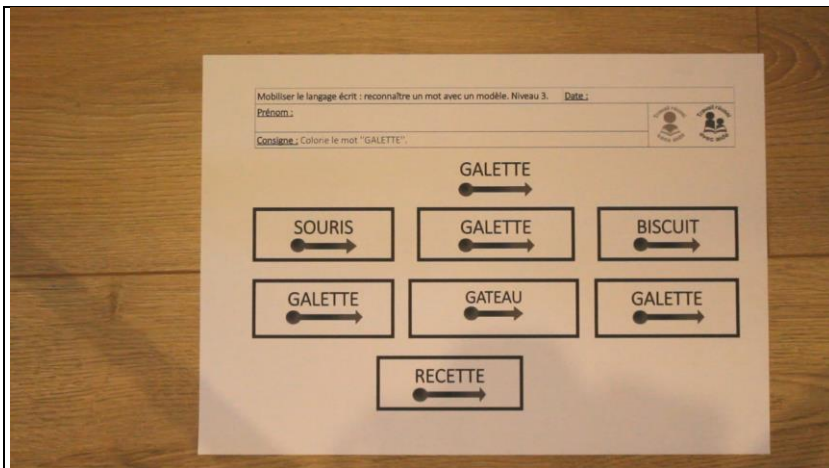 Mobiliser le langage écrit : reconnaître un mot avec un modèle. Niveau 3. Date :
Prénom :
Consigne : Colorie le mot "GALETTE".
GALETTE
SOURIS GALETTE BISCUIT
GALETTE GATEAU GALETTE
RECETTE